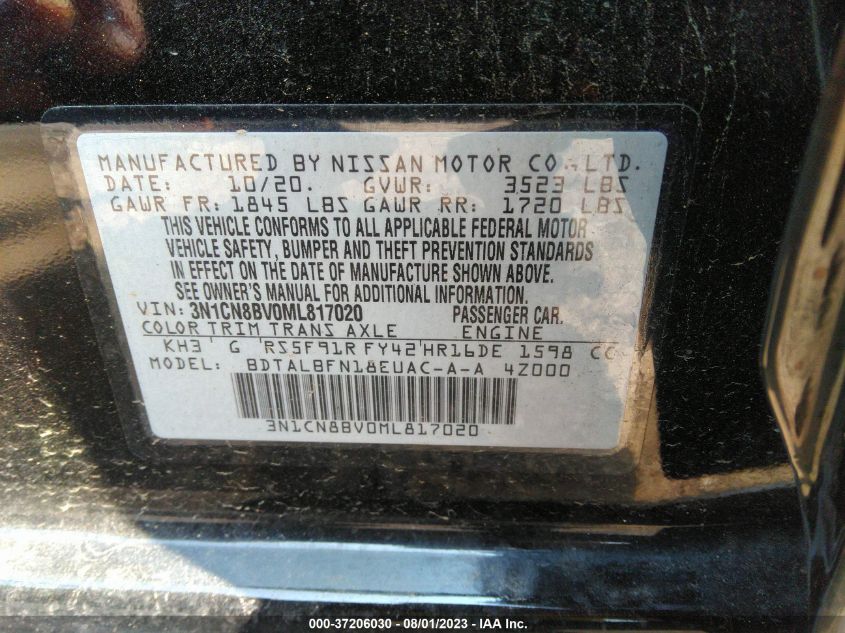 MANUFACTURED BY NISSAN MOTOR CO., LTD.
DATE: 10/20. GVWR: 3523 LBS
GAWR FR: 1845 LBS GAWR RR: 1720 LBS
THIS VEHICLE CONFORMS TO ALL APPLICABLE FEDERAL MOTOR
VEHICLE SAFETY, BUMPER AND THEFT PREVENTION STANDARDS
IN EFFECT ON THE DATE OF MANUFACTURE SHOWN ABOVE.
SEE OWNER'S MANUAL FOR ADDITIONAL INFORMATION.
VIN: 3N1CN8BV0ML817020 PASSENGER CAR.
COLOR TRIM TRANS AXLE ENGINE
KH3 G RS5F91R FY42 HR16DE 1598 CC
MODEL: BDTALBFN18EUAC-A-A 4Z000
3N1CN8BV0ML817020
000-37206030 - 08/01/2023 - IAA Inc.